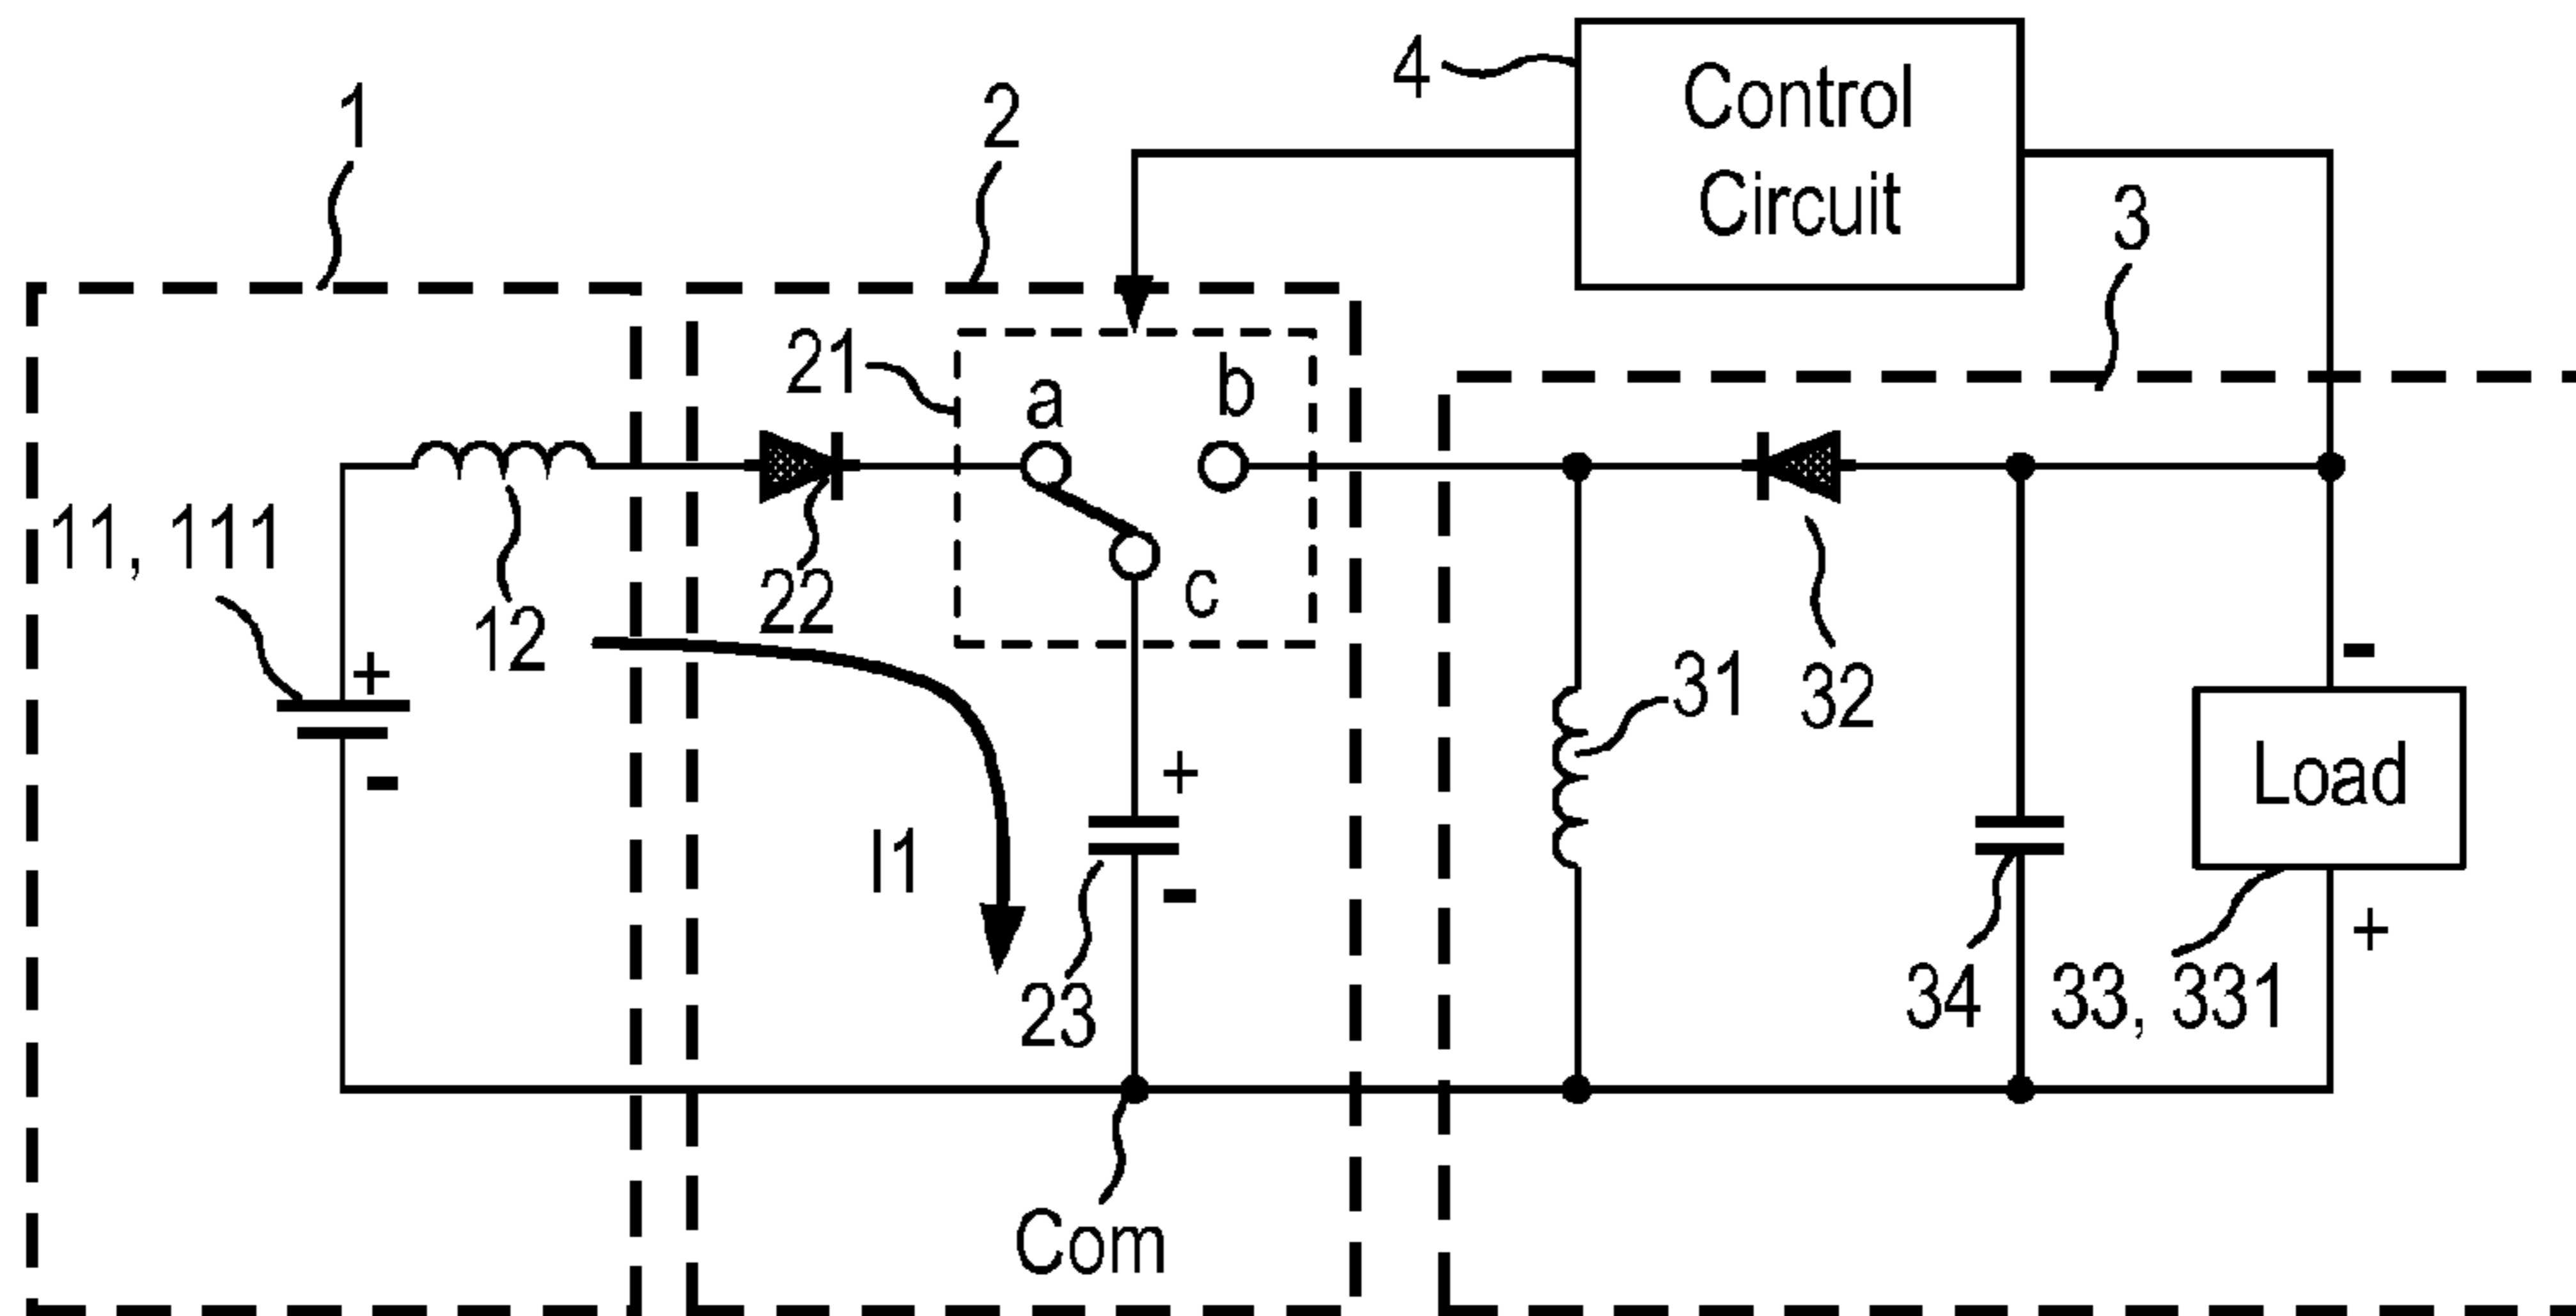 1
2
4
Control
Circuit
3
21
a
b
c
11, 111
12
22
+
-
I1
+
-
23
31
32
34
-
Load
+
33, 331
Com